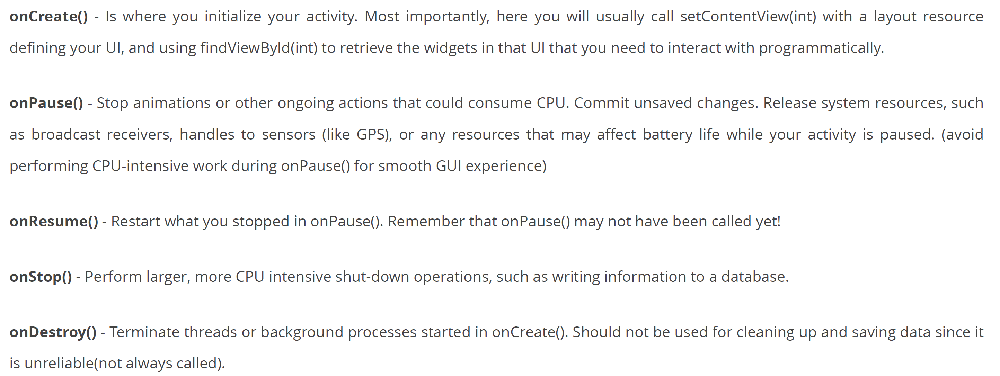 onCreate() - Is where you initialize your activity. Most importantly, here you will usually call setContentView(int) with a layout resource
defining your UI, and using findViewById(int) to retrieve the widgets in that UI that you need to interact with programmatically.
onPause() - Stop animations or other ongoing actions that could consume CPU. Commit unsaved changes. Release system resources, such
as broadcast receivers, handles to sensors (like GPS), or any resources that may affect battery life while your activity is paused. (avoid
performing CPU-intensive work during onPause() for smooth GUI experience)
onResume() - Restart what you stopped in onPause(). Remember that onPause() may not have been called yet!
onStop() - Perform larger, more CPU intensive shut-down operations, such as writing information to a database.
onDestroy() - Terminate threads or background processes started in onCreate(). Should not be used for cleaning up and saving data since it
is unreliable(not always called).